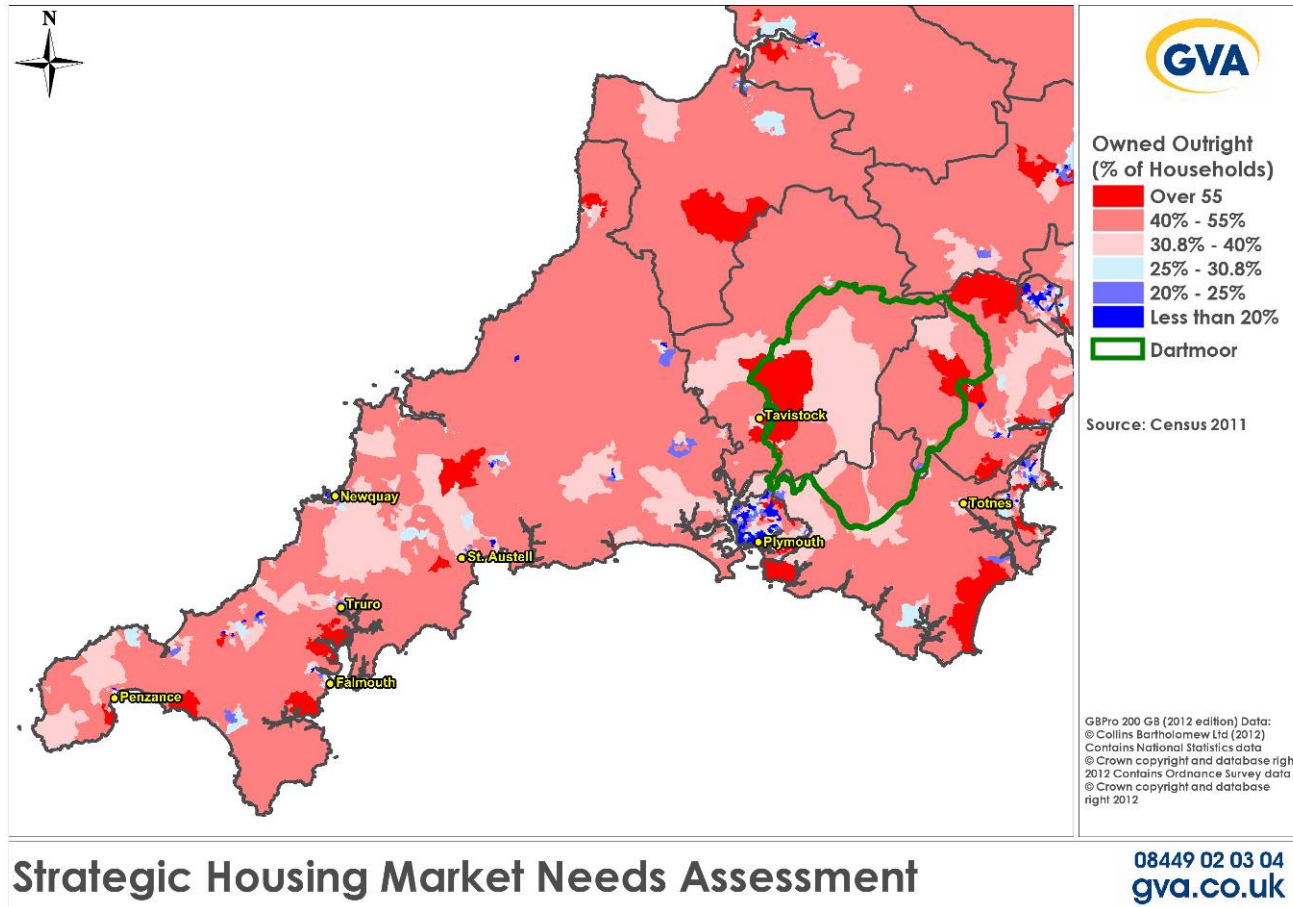 N
GVA
Owned Outright
(% of Households)
Over 55
40% - 55%
30.8% - 40%
25% - 30.8%
20% - 25%
Less than 20%
Dartmoor
Source: Census 2011
Tavistock
Newquay
Totnes
Plymouth
St. Austell
Truro
Falmouth
Penzance
GBPro 200 GB (2012 edition) Data:
© Collins Bartholomew Ltd (2012)
Contains National Statistics data
© Crown copyright and database righ
2012 Contains Ordnance Survey data
© Crown copyright and database
right 2012
Strategic Housing Market Needs Assessment
08449 02 03 04
gva.co.uk